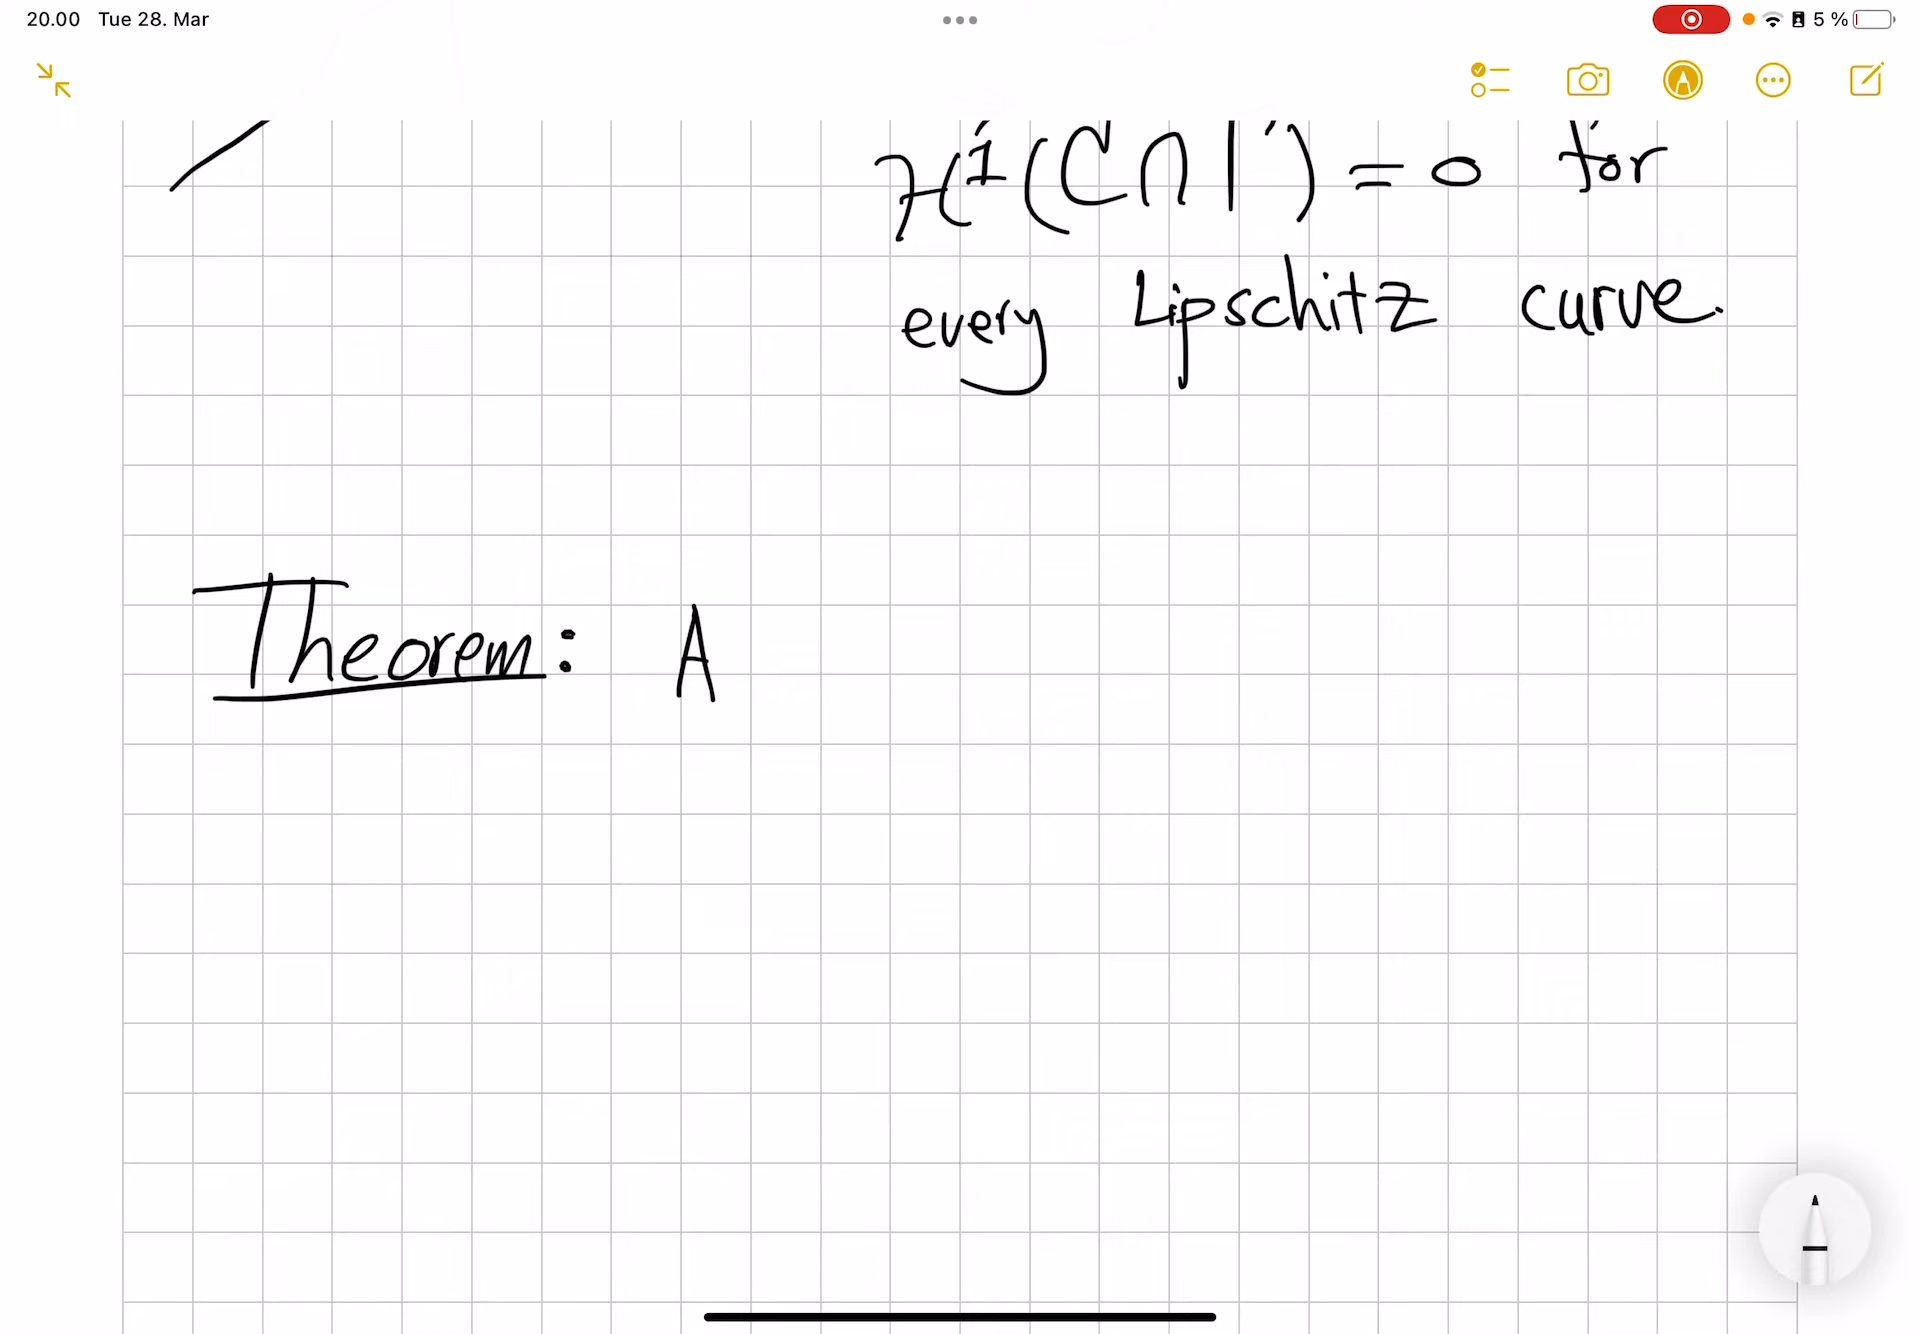 20.00 Tue 28. Mar
5 %
ℋ¹(C∩Γ) = 0 for
every Lipschitz curve.
Theorem: A